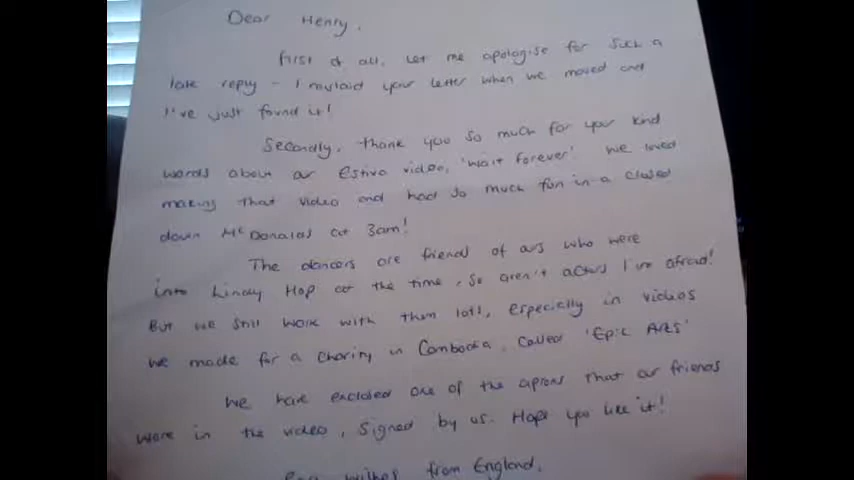 Dear Henry,
First of all, let me apologise for such a
late reply - I mislaid your letter when we moved and
I've just found it!
Secondly, thank you so much for your kind
words about our Estiva video, 'Wait Forever'. We loved
making that video and had so much fun in a closed
down McDonalds at 3am!
The dancers are friends of ours who were
into Lindy Hop at the time, so aren't actors I'm afraid!
But we still work with them lots, especially in videos
we made for a charity in Cambodia called 'Epic Arts'
We have enclosed one of the aprons that our friends
wore in the video, signed by us. Hope you like it!
wishes from England,